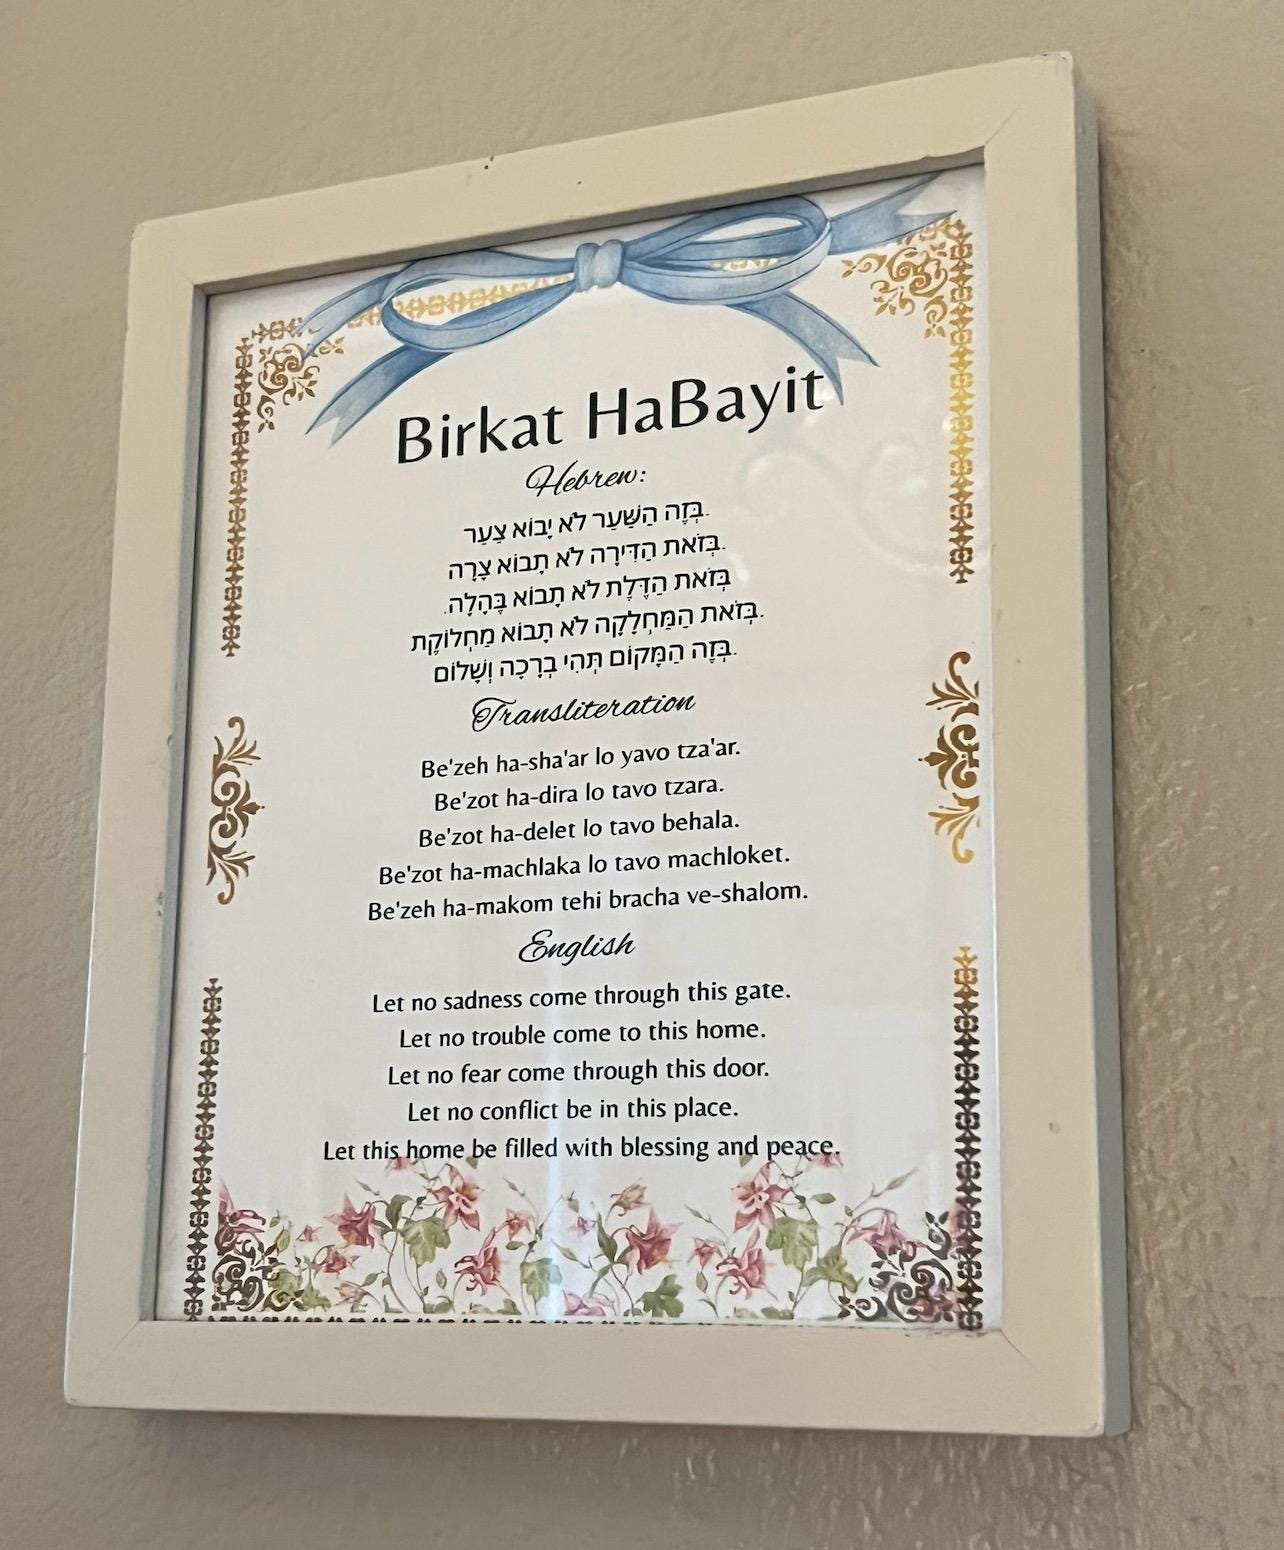 Birkat HaBayit
Hebrew:
.בְּזֶה הַשַּׁעַר לֹא יָבוֹא צַעַר
.בְּזֹאת הַדִּירָה לֹא תָבוֹא צָרָה
בְּזֹאת הַדֶּלֶת לֹא תָבוֹא בֶּהָלָה.
.בְּזֹאת הַמַּחְלָקָה לֹא תָבוֹא מַחְלוֹקֶת
.בְּזֶה הַמָּקוֹם תְּהִי בְרָכָה וְשָׁלוֹם
Transliteration
Be'zeh ha-sha'ar lo yavo tza'ar.
Be'zot ha-dira lo tavo tzara.
Be'zot ha-delet lo tavo behala.
Be'zot ha-machlaka lo tavo machloket.
Be'zeh ha-makom tehi bracha ve-shalom.
English
Let no sadness come through this gate.
Let no trouble come to this home.
Let no fear come through this door.
Let no conflict be in this place.
Let this home be filled with blessing and peace.